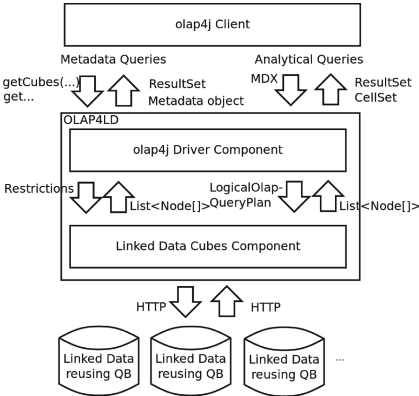 olap4j Client
Metadata Queries
Analytical Queries
getCubes(...)
get...
ResultSet
Metadata object
MDX
ResultSet
CellSet
OLAP4LD
olap4j Driver Component
Restrictions
List<Node[]>
LogicalOlap-
QueryPlan
List<Node[]>
Linked Data Cubes Component
HTTP
HTTP
Linked Data
reusing QB
Linked Data
reusing QB
Linked Data
reusing QB
...